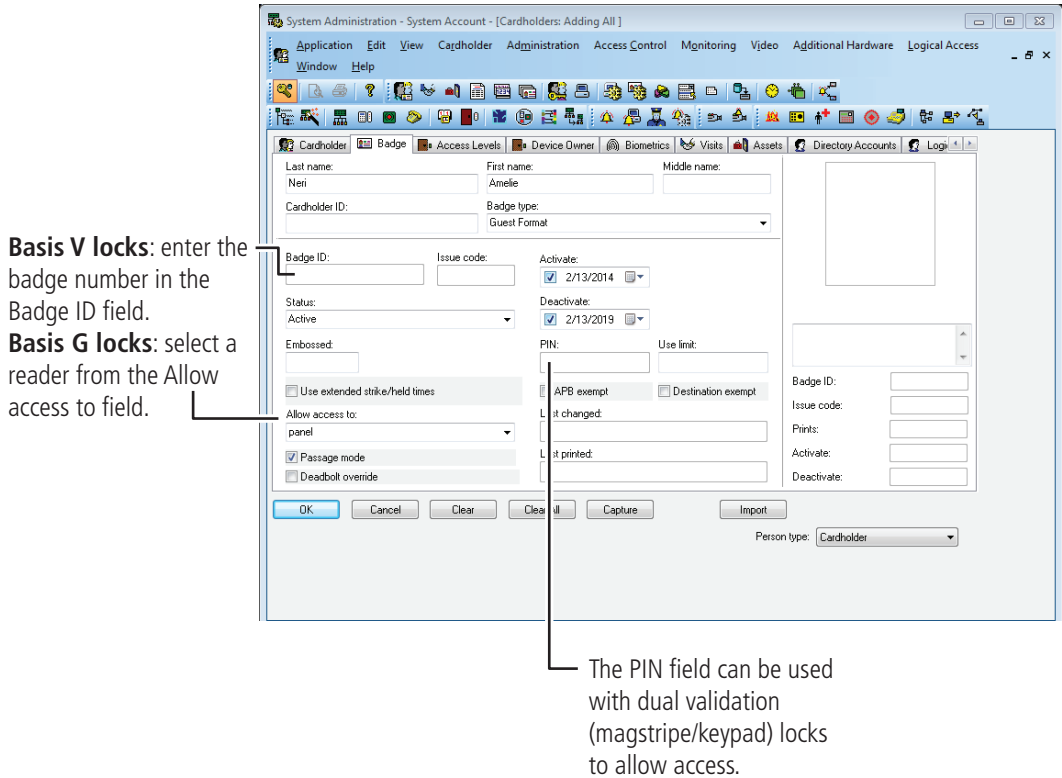 System Administration - System Account - [Cardholders: Adding All ]
Application Edit View Cardholder Administration Access Control Monitoring Video Additional Hardware Logical Access
Window Help
Cardholder Badge Access Levels Device Owner Biometrics Visits Assets Directory Accounts Logi
Last name: First name: Middle name:
Neri Amelie
Cardholder ID: Badge type:
Guest Format
Basis V locks: enter the
badge number in the
Badge ID field.
Basis G locks: select a
reader from the Allow
access to field.
Badge ID: Issue code: Activate:
2/13/2014
Status: Deactivate:
Active 2/13/2019
Embossed: PIN: Use limit:
Use extended strike/held times APB exempt Destination exempt
Allow access to: Last changed:
panel
Passage mode Last printed:
Deadbolt override
Badge ID:
Issue code:
Prints:
Activate:
Deactivate:
OK Cancel Clear Clear All Capture Import
Person type: Cardholder
The PIN field can be used
with dual validation
(magstripe/keypad) locks
to allow access.